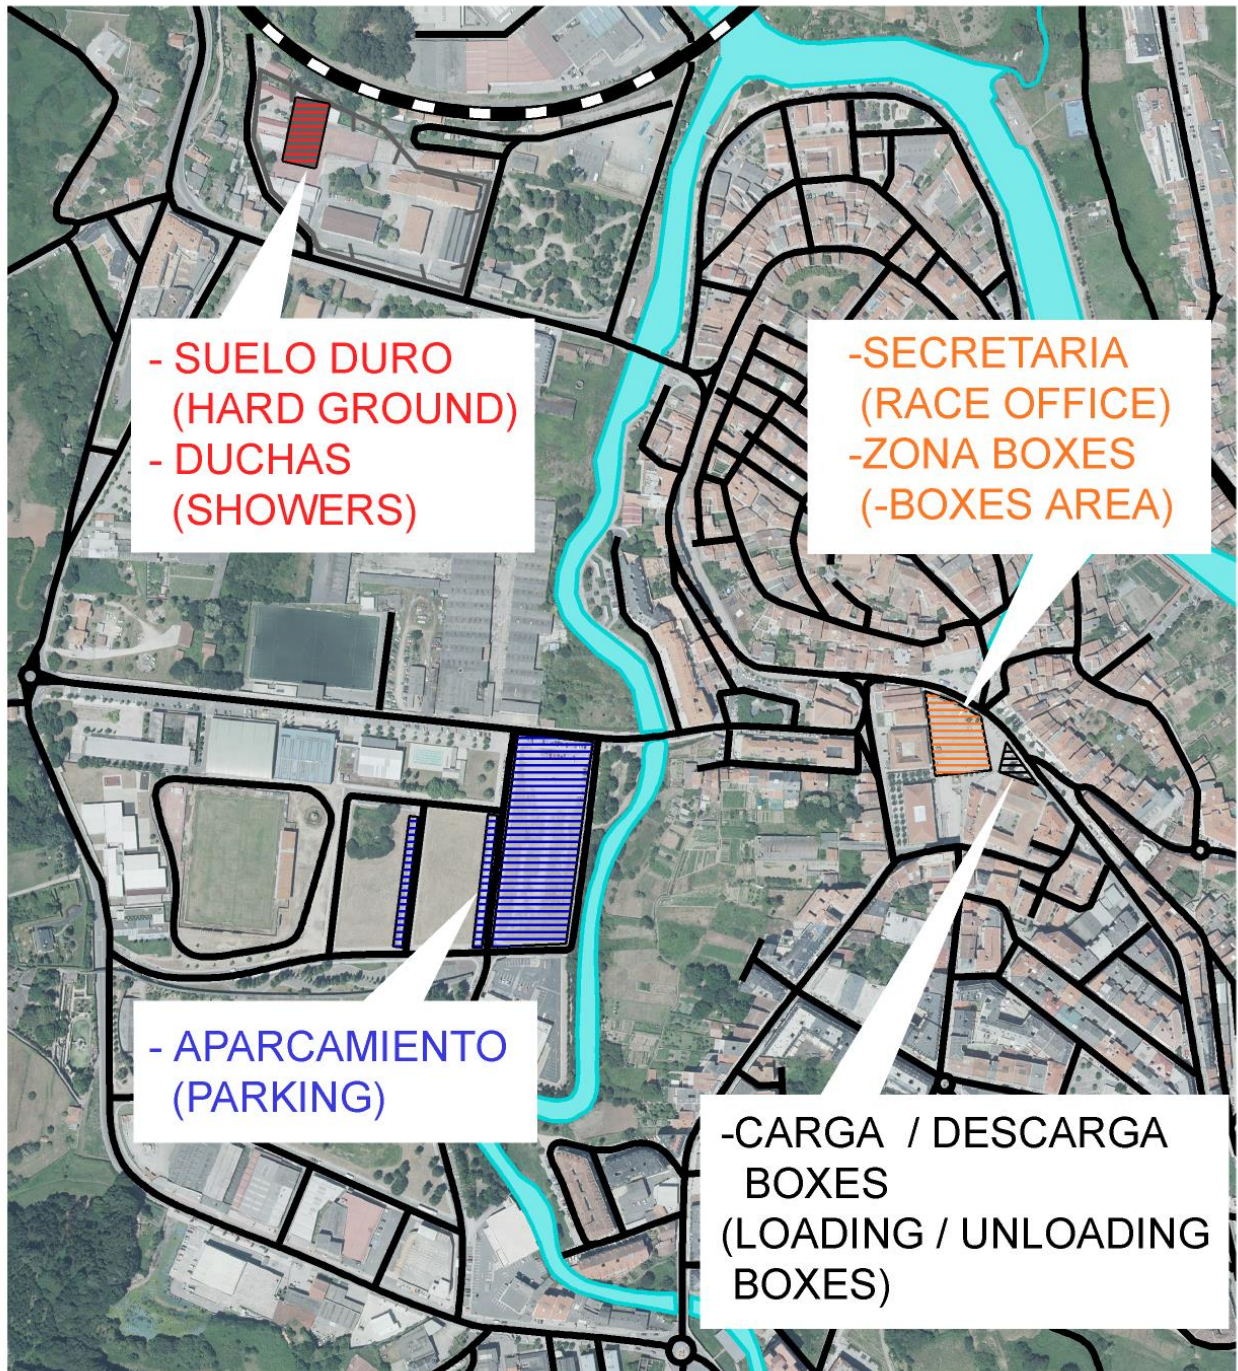 - SUELO DURO
(HARD GROUND)
- DUCHAS
(SHOWERS)
-SECRETARIA
(RACE OFFICE)
-ZONA BOXES
(-BOXES AREA)
- APARCAMIENTO
(PARKING)
-CARGA / DESCARGA
BOXES
(LOADING / UNLOADING
BOXES)